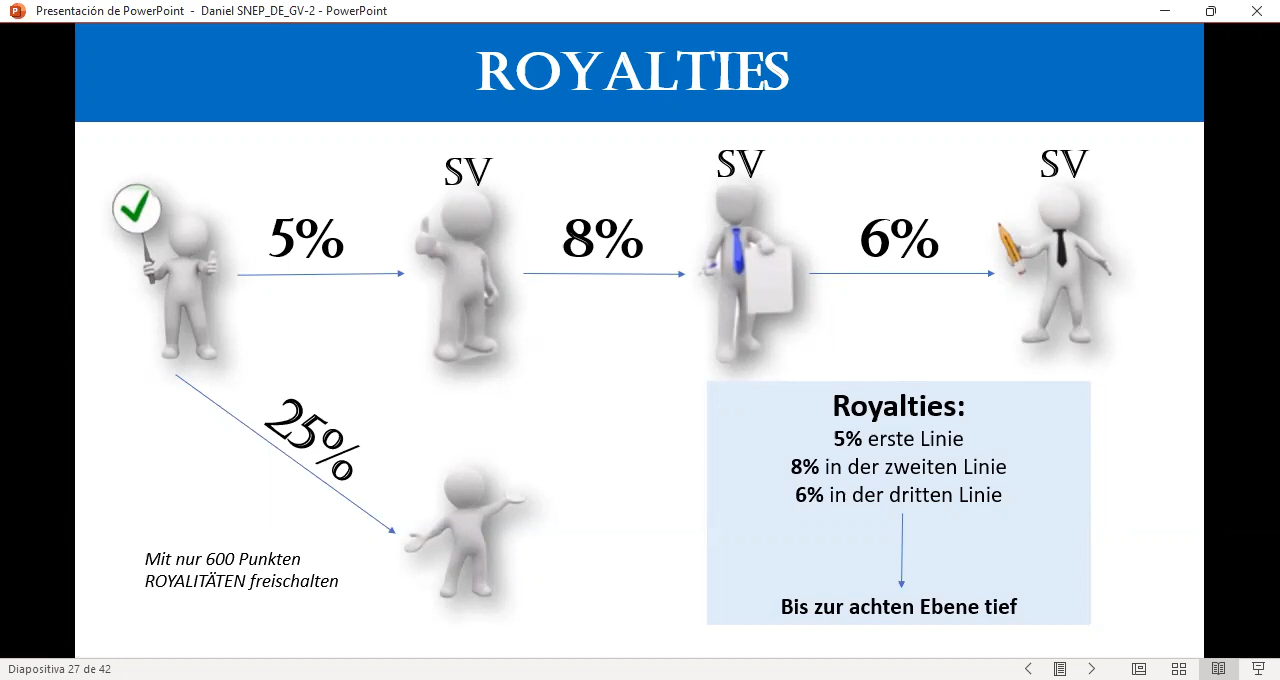 Presentación de PowerPoint - Daniel SNEP_DE_GV-2 - PowerPoint
ROYALTIES
SV
SV
SV
5%
8%
6%
25%
Royalties:
5% erste Linie
8% in der zweiten Linie
6% in der dritten Linie
Bis zur achten Ebene tief
Mit nur 600 Punkten
ROYALITÄTEN freischalten
Diapositiva 27 de 42